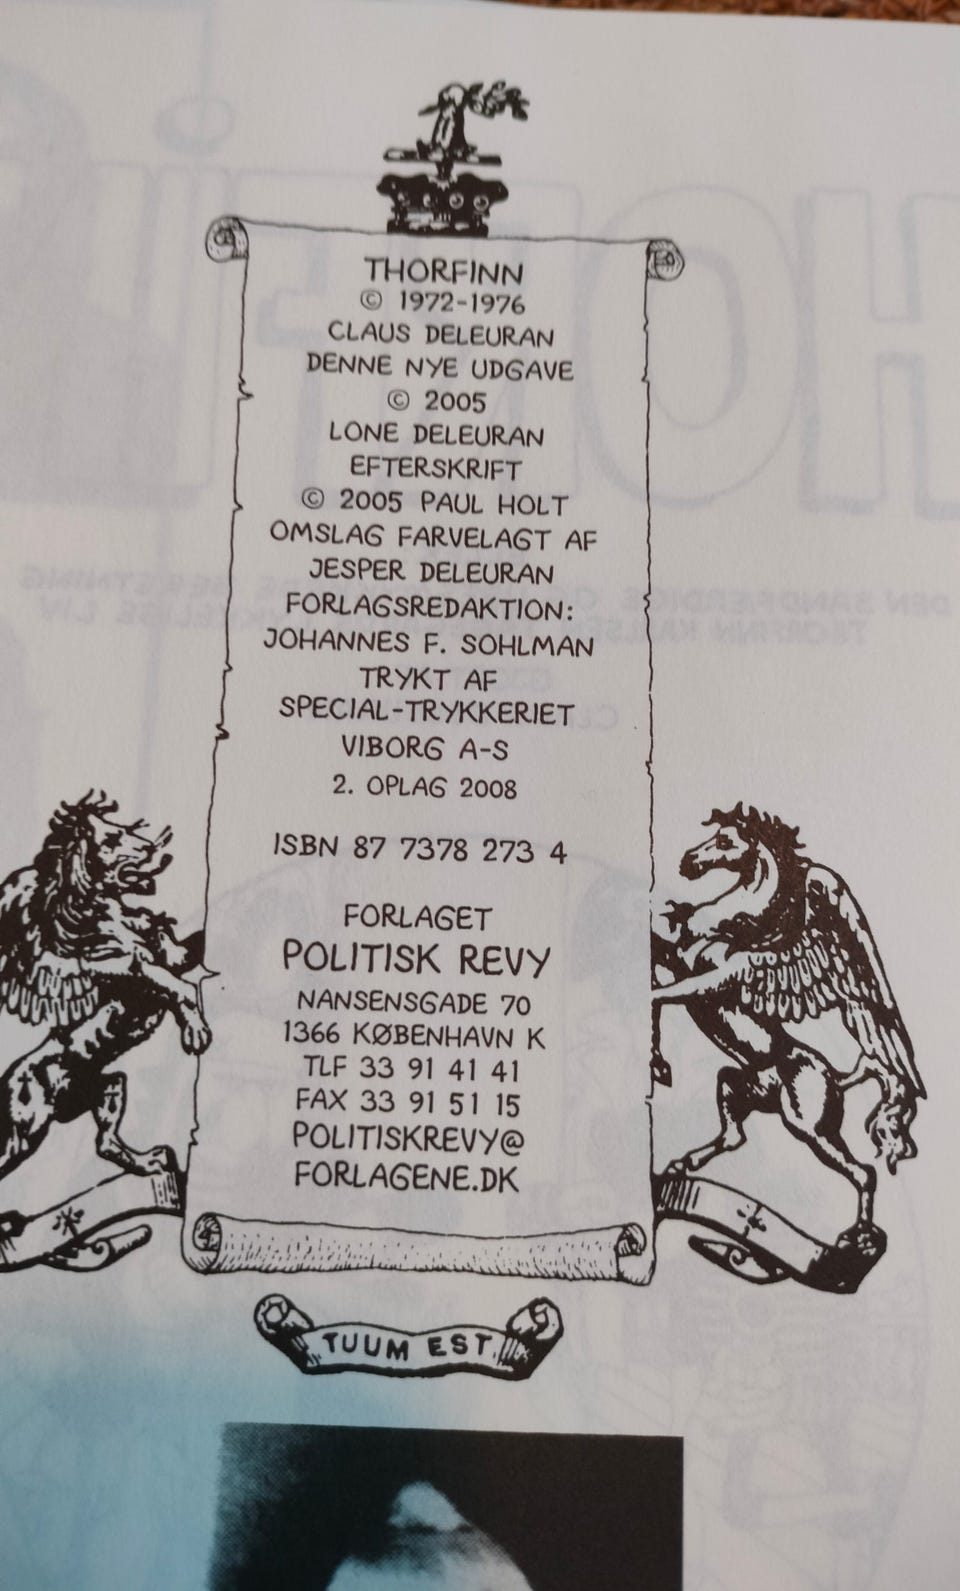 THORFINN
© 1972-1976
CLAUS DELEURAN
DENNE NYE UDGAVE
© 2005
LONE DELEURAN
EFTERSKRIFT
© 2005 PAUL HOLT
OMSLAG FARVELAGT AF
JESPER DELEURAN
FORLAGSREDAKTION:
JOHANNES F. SOHLMAN
TRYKT AF
SPECIAL-TRYKKERIET
VIBORG A-S
2. OPLAG 2008
ISBN 87 7378 273 4
FORLAGET
POLITISK REVY
NANSENSGADE 70
1366 KØBENHAVN K
TLF 33 91 41 41
FAX 33 91 51 15
POLITISKREVY@
FORLAGENE.DK
TUUM EST.